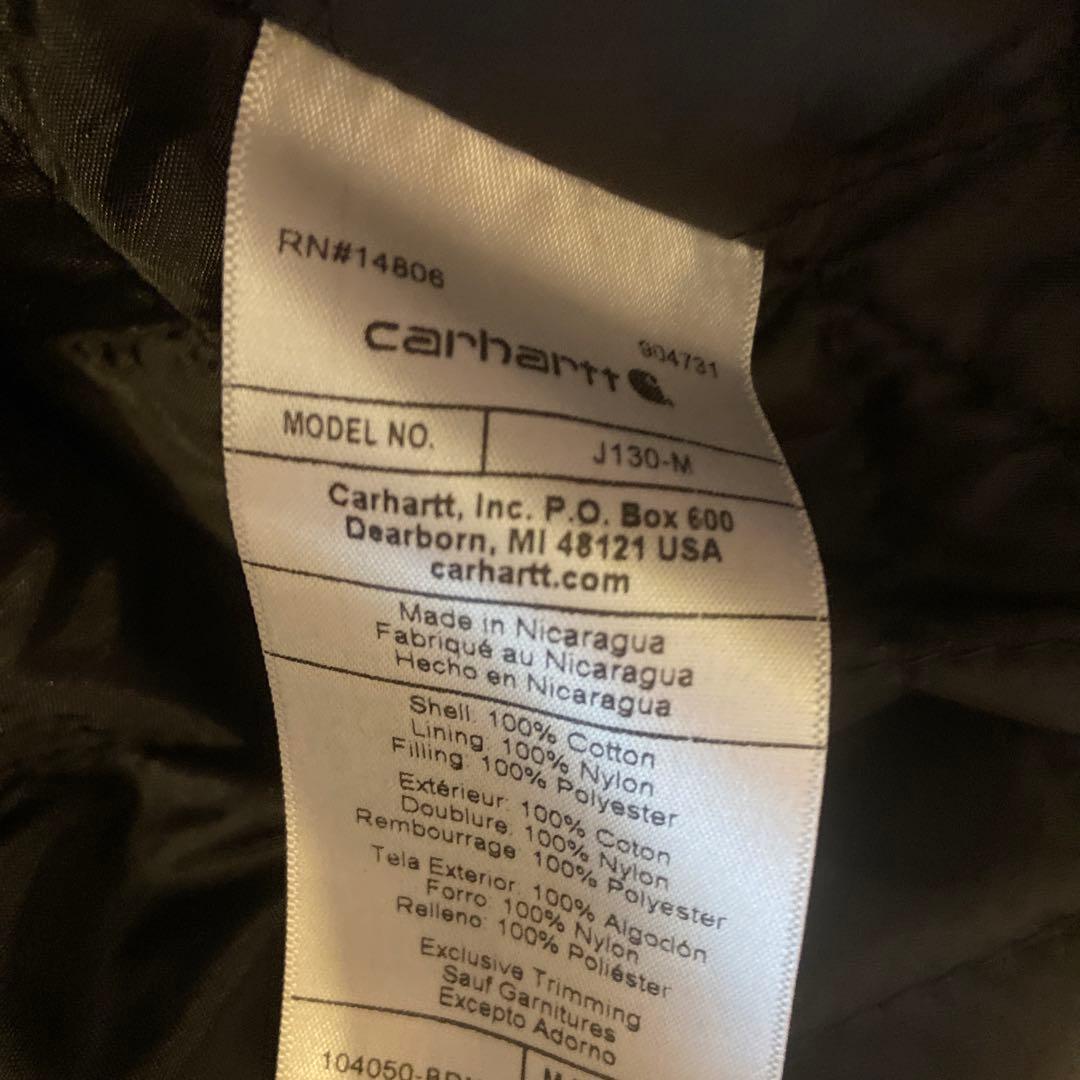 RN#14806
carhartt 904731
MODEL NO. J130-M
Carhartt, Inc. P.O. Box 600
Dearborn, MI 48121 USA
carhartt.com
Made in Nicaragua
Fabriqué au Nicaragua
Hecho en Nicaragua
Shell: 100% Cotton
Lining: 100% Nylon
Filling: 100% Polyester
Extérieur: 100% Coton
Doublure: 100% Nylon
Rembourrage: 100% Polyester
Tela Exterior: 100% Algodón
Forro: 100% Nylon
Relleno: 100% Poliéster
Exclusive Trimming
Sauf Garnitures
Excepto Adorno